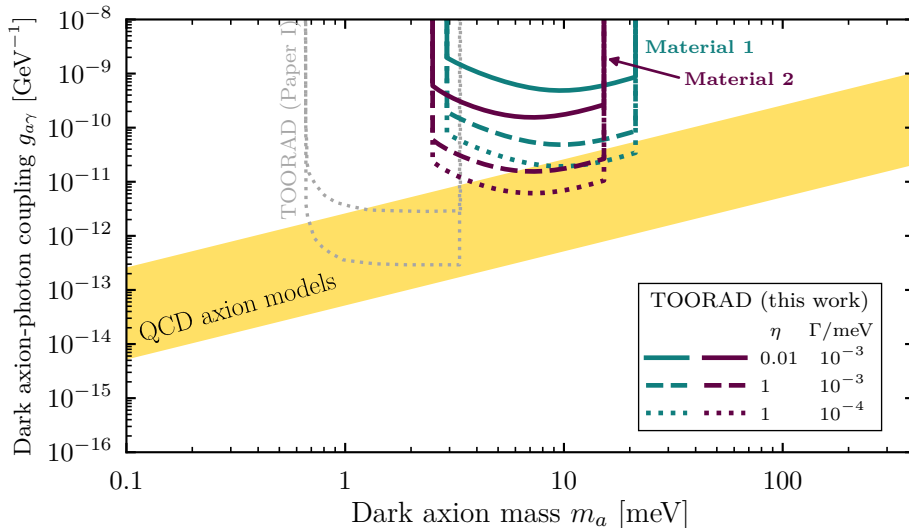 Dark axion-photon coupling g_{aγ} [GeV^{-1}]
10^{-8}
10^{-9}
10^{-10}
10^{-11}
10^{-12}
10^{-13}
10^{-14}
10^{-15}
10^{-16}
TOORAD (Paper I)
Material 1
Material 2
QCD axion models
TOORAD (this work)
η Γ/meV
0.01 10^{-3}
1 10^{-3}
1 10^{-4}
0.1 1 10 100
Dark axion mass m_a [meV]